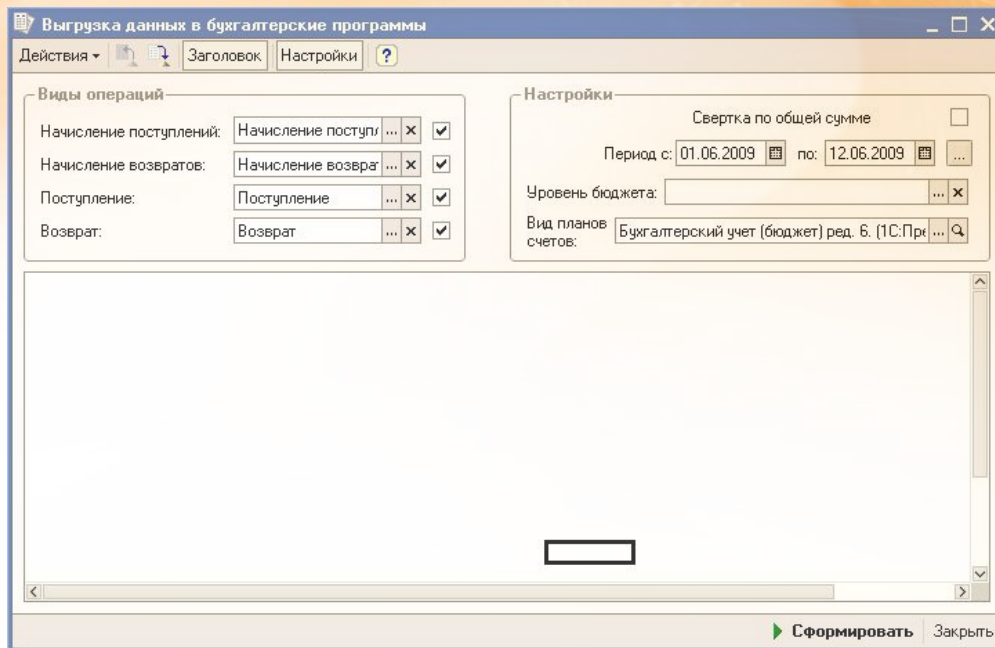 Выгрузка данных в бухгалтерские программы
Действия Заголовок Настройки ?
Виды операций
Начисление поступлений: Начисление поступл ...
Начисление возвратов: Начисление возврат ...
Поступление: Поступление ...
Возврат: Возврат ...
Настройки
Свертка по общей сумме
Период с: 01.06.2009 по: 12.06.2009 ...
Уровень бюджета: ...
Вид планов счетов: Бухгалтерский учет (бюджет) ред. 6. (1С:Пре ...
Сформировать Закрыть